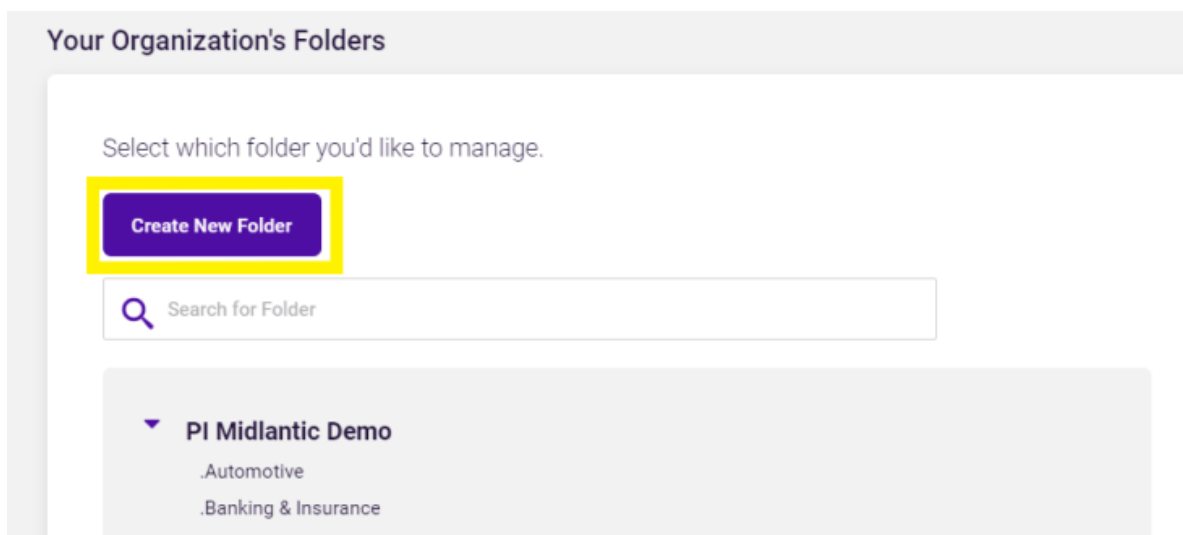 Your Organization's Folders
Select which folder you'd like to manage.
Create New Folder
Search for Folder
PI Midlantic Demo
.Automotive
.Banking & Insurance